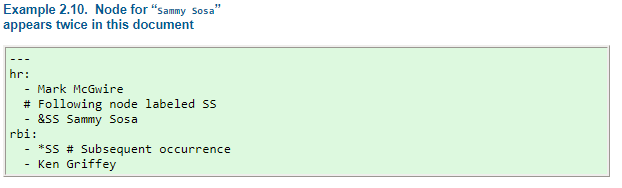 Example 2.10. Node for “Sammy Sosa”
appears twice in this document
---
hr:
  - Mark McGwire
  # Following node labeled SS
  - &SS Sammy Sosa
rbi:
  - *SS # Subsequent occurrence
  - Ken Griffey